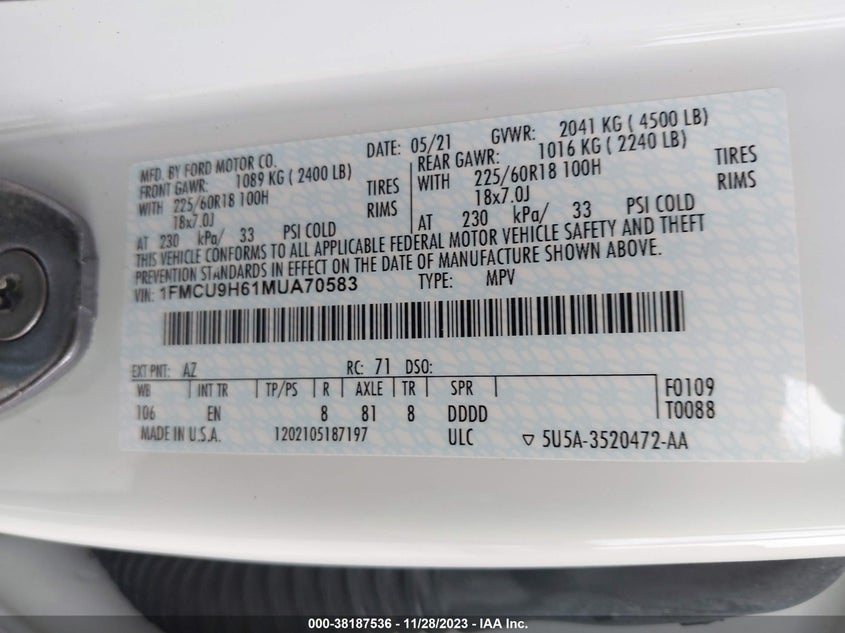 MFD. BY FORD MOTOR CO. DATE: 05/21 GVWR: 2041 KG ( 4500 LB)
FRONT GAWR: 1089 KG ( 2400 LB) REAR GAWR: 1016 KG ( 2240 LB)
WITH 225/60R18 100H TIRES WITH 225/60R18 100H TIRES
18x7.0J RIMS 18x7.0J RIMS
AT 230 kPa/ 33 PSI COLD AT 230 kPa/ 33 PSI COLD
THIS VEHICLE CONFORMS TO ALL APPLICABLE FEDERAL MOTOR VEHICLE SAFETY AND THEFT
PREVENTION STANDARDS IN EFFECT ON THE DATE OF MANUFACTURE SHOWN ABOVE.
VIN: 1FMCU9H61MUA70583 TYPE: MPV
EXT PNT: AZ RC: 71 DSO:
WB INT TR TP/PS R AXLE TR SPR F0109
106 EN 8 81 8 DDDD T0088
MADE IN U.S.A. 1202105187197 ULC ▽ 5U5A-3520472-AA
000-38187536 - 11/28/2023 - IAA Inc.